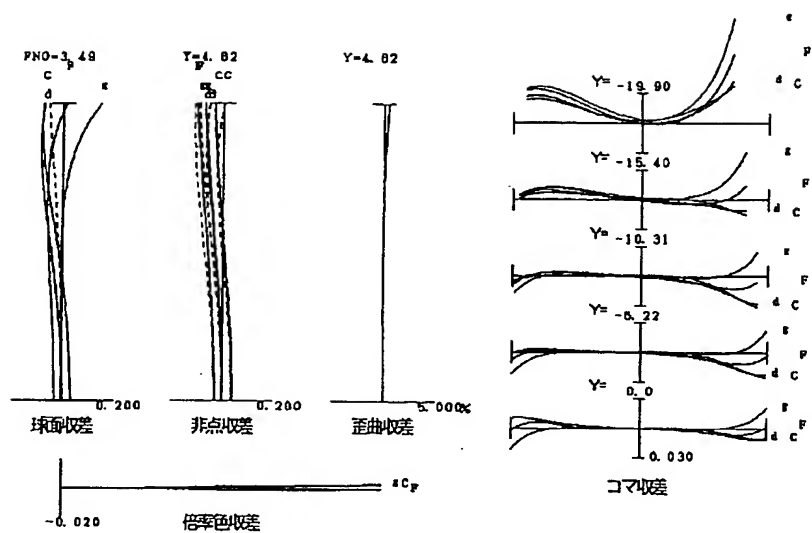 FNO=3.49
C
F
d
g
0.200
球面収差
Y=4.82
F
C C
0.200
非点収差
Y=4.82
5.000%
歪曲収差
g C F
-0.020
倍率色収差
g
F
Y= -19.90
d C
g
Y= -15.40
F
d C
Y= -10.31
g
F
d C
Y= -6.22
g
F
d C
Y= 0.0
g
F
d C
0.030
コマ収差